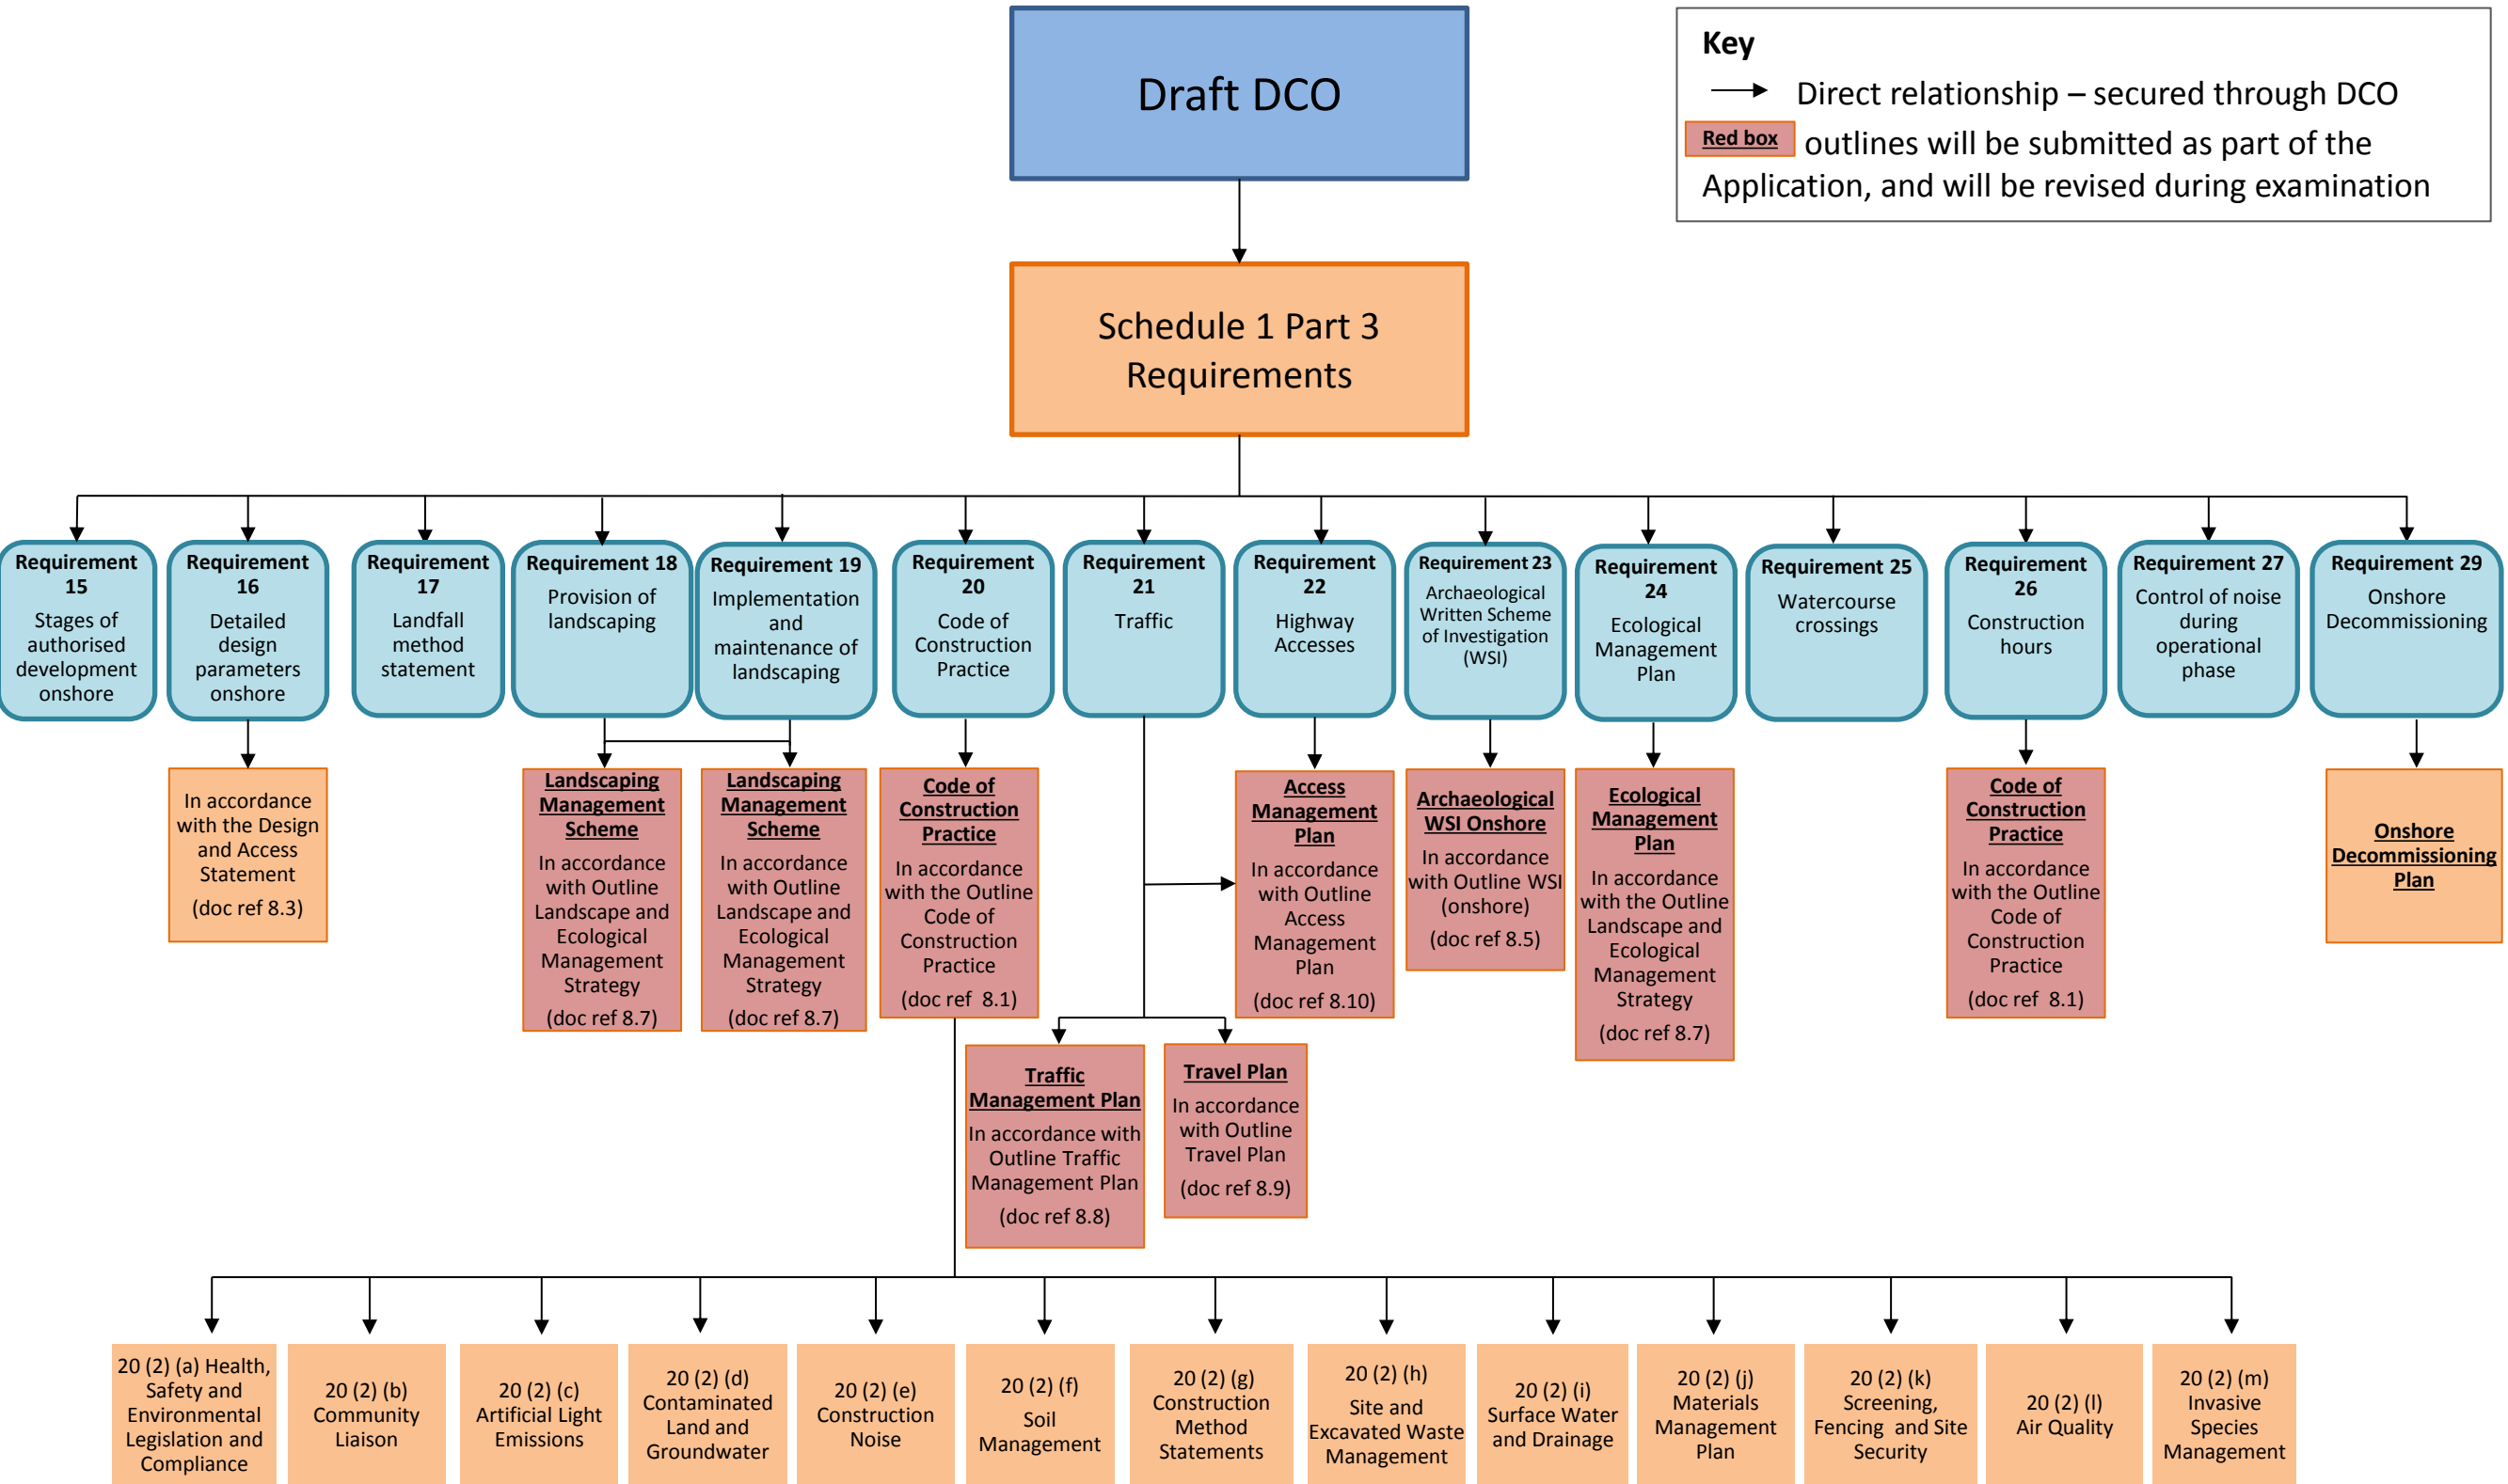 Draft DCO
Key
Direct relationship – secured through DCO
Red box outlines will be submitted as part of the
Application, and will be revised during examination
Schedule 1 Part 3
Requirements
Requirement
15
Stages of
authorised
development
onshore
Requirement
16
Detailed
design
parameters
onshore
Requirement
17
Landfall
method
statement
Requirement 18
Provision of
landscaping
Requirement 19
Implementation
and
maintenance of
landscaping
Requirement
20
Code of
Construction
Practice
Requirement
21
Traffic
Requirement
22
Highway
Accesses
Requirement 23
Archaeological
Written Scheme
of Investigation
(WSI)
Requirement
24
Ecological
Management
Plan
Requirement 25
Watercourse
crossings
Requirement
26
Construction
hours
Requirement 27
Control of noise
during
operational
phase
Requirement 29
Onshore
Decommissioning
In accordance
with the Design
and Access
Statement
(doc ref 8.3)
Landscaping
Management
Scheme
In accordance
with Outline
Landscape and
Ecological
Management
Strategy
(doc ref 8.7)
Landscaping
Management
Scheme
In accordance
with Outline
Landscape and
Ecological
Management
Strategy
(doc ref 8.7)
Code of
Construction
Practice
In accordance
with the Outline
Code of
Construction
Practice
(doc ref 8.1)
Access
Management
Plan
In accordance
with Outline
Access
Management
Plan
(doc ref 8.10)
Archaeological
WSI Onshore
In accordance
with Outline WSI
(onshore)
(doc ref 8.5)
Ecological
Management
Plan
In accordance
with the Outline
Landscape and
Ecological
Management
Strategy
(doc ref 8.7)
Code of
Construction
Practice
In accordance
with the Outline
Code of
Construction
Practice
(doc ref 8.1)
Onshore
Decommissioning
Plan
Traffic
Management Plan
In accordance with
Outline Traffic
Management Plan
(doc ref 8.8)
Travel Plan
In accordance
with Outline
Travel Plan
(doc ref 8.9)
20 (2) (a) Health,
Safety and
Environmental
Legislation and
Compliance
20 (2) (b)
Community
Liaison
20 (2) (c)
Artificial Light
Emissions
20 (2) (d)
Contaminated
Land and
Groundwater
20 (2) (e)
Construction
Noise
20 (2) (f)
Soil
Management
20 (2) (g)
Construction
Method
Statements
20 (2) (h)
Site and
Excavated Waste
Management
20 (2) (i)
Surface Water
and Drainage
20 (2) (j)
Materials
Management
Plan
20 (2) (k)
Screening,
Fencing and Site
Security
20 (2) (l)
Air Quality
20 (2) (m)
Invasive
Species
Management